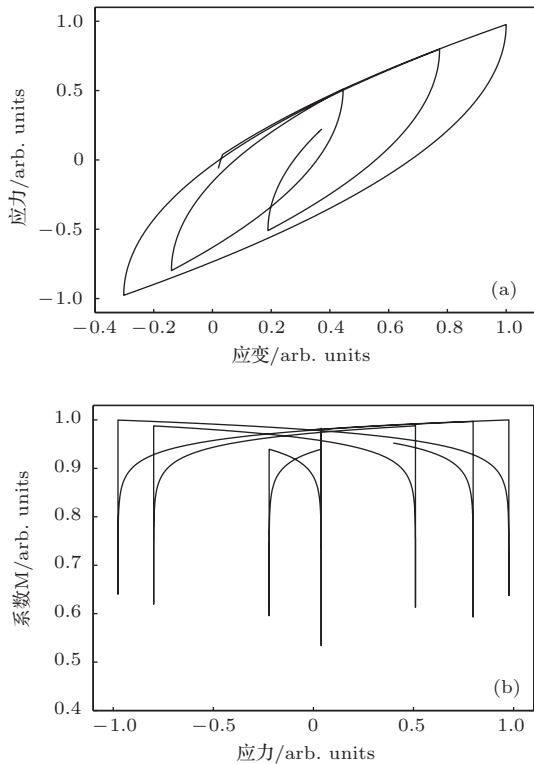 1.0
0.5
0
−0.5
−1.0
应力/arb. units
(a)
−0.4 −0.2 0 0.2 0.4 0.6 0.8 1.0
应变/arb. units
1.0
0.9
0.8
0.7
0.6
0.5
0.4
系数M/arb. units
(b)
−1.0 −0.5 0 0.5 1.0
应力/arb. units